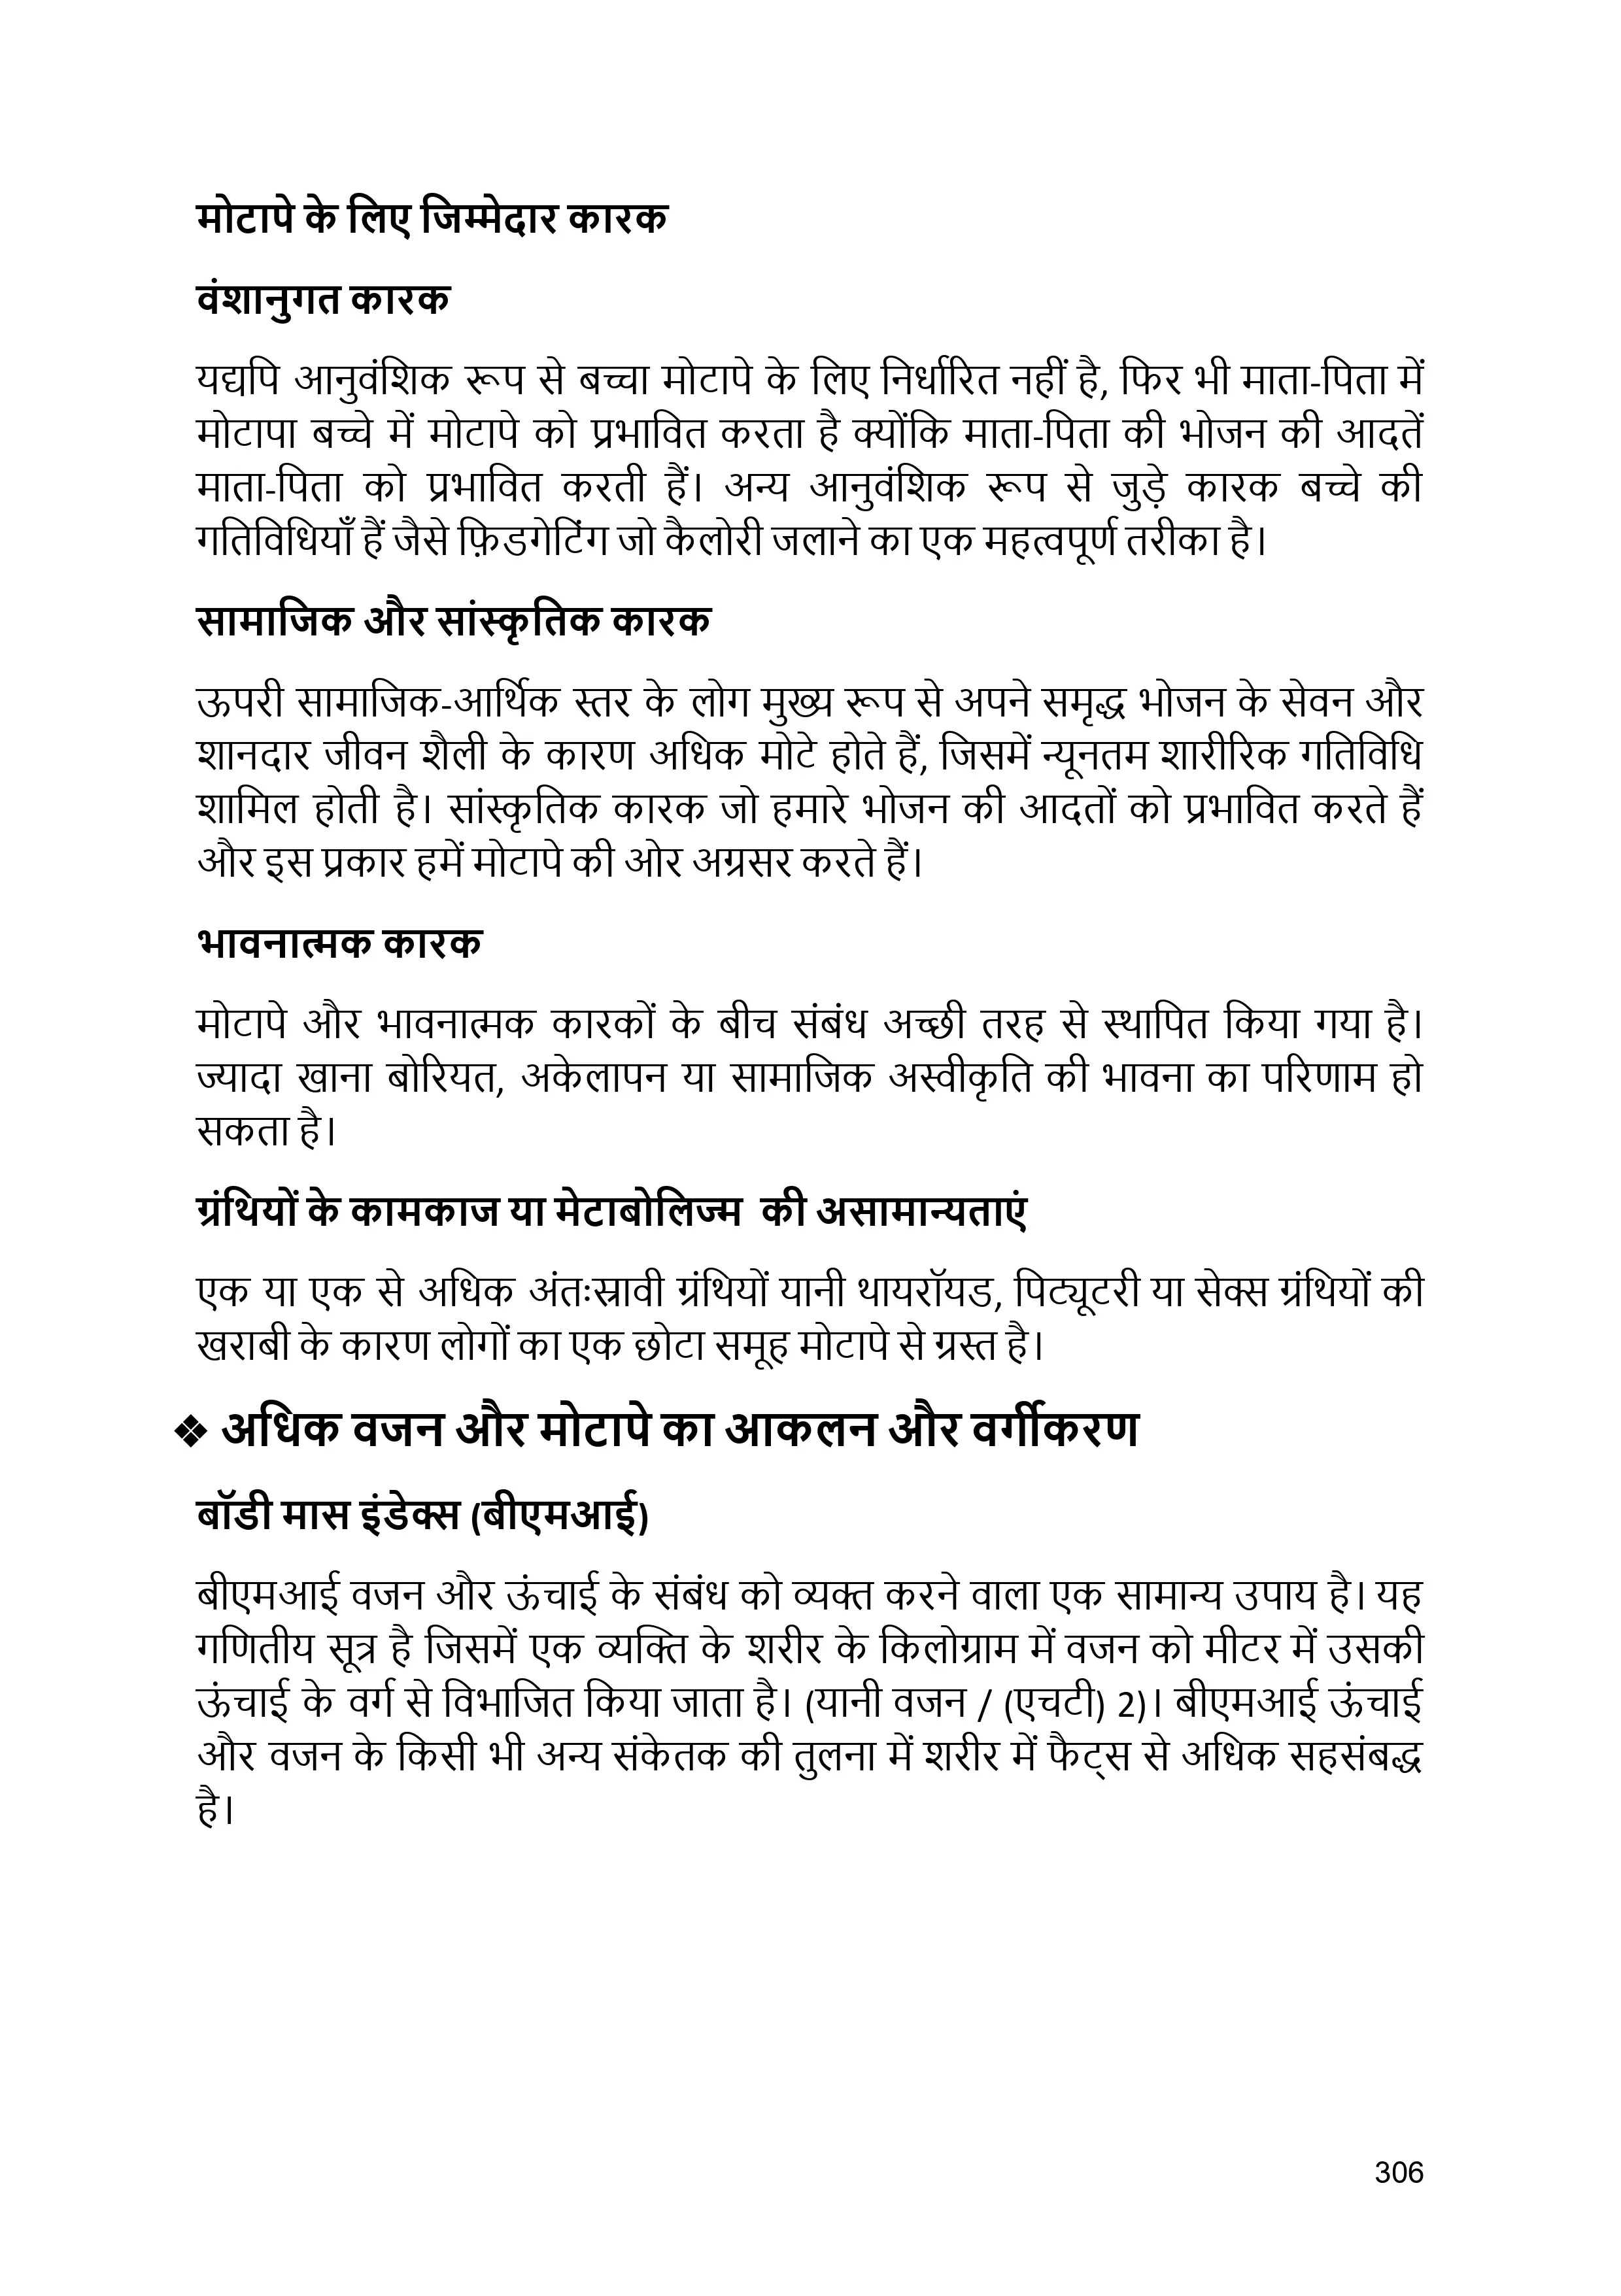 मोटापे के लिए जिम्मेदार कारक
वंशानुगत कारक
यद्यपि आनुवंशिक रूप से बच्चा मोटापे के लिए निर्धारित नहीं है, फिर भी माता-पिता में
मोटापा बच्चे में मोटापे को प्रभावित करता है क्योंकि माता-पिता की भोजन की आदतें
माता-पिता को प्रभावित करती हैं। अन्य आनुवंशिक रूप से जुड़े कारक बच्चे की
गतिविधियाँ हैं जैसे फ़िडगेटिंग जो कैलोरी जलाने का एक महत्वपूर्ण तरीका है।
सामाजिक और सांस्कृतिक कारक
ऊपरी सामाजिक-आर्थिक स्तर के लोग मुख्य रूप से अपने समृद्ध भोजन के सेवन और
शानदार जीवन शैली के कारण अधिक मोटे होते हैं, जिसमें न्यूनतम शारीरिक गतिविधि
शामिल होती है। सांस्कृतिक कारक जो हमारे भोजन की आदतों को प्रभावित करते हैं
और इस प्रकार हमें मोटापे की ओर अग्रसर करते हैं।
भावनात्मक कारक
मोटापे और भावनात्मक कारकों के बीच संबंध अच्छी तरह से स्थापित किया गया है।
ज्यादा खाना बोरियत, अकेलापन या सामाजिक अस्वीकृति की भावना का परिणाम हो
सकता है।
ग्रंथियों के कामकाज या मेटाबोलिज्म की असामान्यताएं
एक या एक से अधिक अंतःस्रावी ग्रंथियों यानी थायरॉयड, पिट्यूटरी या सेक्स ग्रंथियों की
खराबी के कारण लोगों का एक छोटा समूह मोटापे से ग्रस्त है।
❖ अधिक वजन और मोटापे का आकलन और वर्गीकरण
बॉडी मास इंडेक्स (बीएमआई)
बीएमआई वजन और ऊंचाई के संबंध को व्यक्त करने वाला एक सामान्य उपाय है। यह
गणितीय सूत्र है जिसमें एक व्यक्ति के शरीर के किलोग्राम में वजन को मीटर में उसकी
ऊंचाई के वर्ग से विभाजित किया जाता है। (यानी वजन / (एचटी) 2)। बीएमआई ऊंचाई
और वजन के किसी भी अन्य संकेतक की तुलना में शरीर में फैट्स से अधिक सहसंबद्ध
है।
306